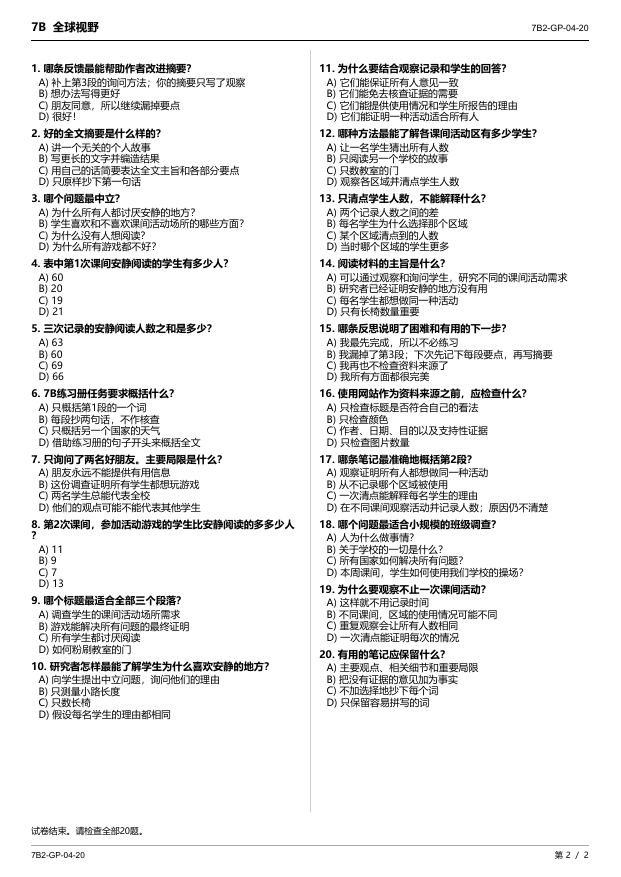 7B 全球视野
7B2-GP-04-20
1. 哪条反馈最能帮助作者改进摘要?
A) 补上第3段的询问方法；你的摘要只写了观察
B) 想办法写得更好
C) 朋友同意，所以继续漏掉要点
D) 很好!
2. 好的全文摘要是什么样的?
A) 讲一个无关的个人故事
B) 写更长的文字并编造结果
C) 用自己的话简要表达全文主旨和各部分要点
D) 只原样抄下第一句话
3. 哪个问题最中立?
A) 为什么所有人都讨厌安静的地方?
B) 学生喜欢和不喜欢课间活动场所的哪些方面?
C) 为什么没有人想阅读?
D) 为什么所有游戏都不好?
4. 表中第1次课间安静阅读的学生有多少人?
A) 60
B) 20
C) 19
D) 21
5. 三次记录的安静阅读人数之和是多少?
A) 63
B) 60
C) 69
D) 66
6. 7B练习册任务要求概括什么?
A) 只概括第1段的一个词
B) 每段抄两句话，不作核查
C) 只概括另一个国家的天气
D) 借助练习册的句子开头来概括全文
7. 只询问了两名好朋友。主要局限是什么?
A) 朋友永远不能提供有用信息
B) 这份调查证明所有学生都想玩游戏
C) 两名学生总能代表全校
D) 他们的观点可能不能代表其他学生
8. 第2次课间，参加活动游戏的学生比安静阅读的多多少人
?
A) 11
B) 9
C) 7
D) 13
9. 哪个标题最适合全部三个段落?
A) 调查学生的课间活动场所需求
B) 游戏能解决所有问题的最终证明
C) 所有学生都讨厌阅读
D) 如何粉刷教室的门
10. 研究者怎样最能了解学生为什么喜欢安静的地方?
A) 向学生提出中立问题，询问他们的理由
B) 只测量小路长度
C) 只数长椅
D) 假设每名学生的理由都相同
11. 为什么要结合观察记录和学生的回答?
A) 它们能保证所有人意见一致
B) 它们能免去核查证据的需要
C) 它们能提供使用情况和学生所报告的理由
D) 它们能证明一种活动适合所有人
12. 哪种方法最能了解各课间活动区有多少学生?
A) 让一名学生猜出所有人数
B) 只阅读另一个学校的故事
C) 只数教室的门
D) 观察各区域并清点学生人数
13. 只清点学生人数，不能解释什么?
A) 两个记录人数之间的差
B) 每名学生为什么选择那个区域
C) 某个区域清点到的人数
D) 当时哪个区域的学生更多
14. 阅读材料的主旨是什么?
A) 可以通过观察和询问学生，研究不同的课间活动需求
B) 研究者已经证明安静的地方没有用
C) 每名学生都想做同一种活动
D) 只有长椅数量重要
15. 哪条反思说明了困难和有用的下一步?
A) 我最先完成，所以不必练习
B) 我漏掉了第3段；下次先记下每段要点，再写摘要
C) 我再也不检查资料来源了
D) 我所有方面都很完美
16. 使用网站作为资料来源之前，应检查什么?
A) 只检查标题是否符合自己的看法
B) 只检查颜色
C) 作者、日期、目的以及支持性证据
D) 只检查图片数量
17. 哪条笔记最准确地概括第2段?
A) 观察证明所有人都想做同一种活动
B) 从不记录哪个区域被使用
C) 一次清点能解释每名学生的理由
D) 在不同课间观察活动并记录人数；原因仍不清楚
18. 哪个问题最适合小规模的班级调查?
A) 人为什么做事情?
B) 关于学校的一切是什么?
C) 所有国家如何解决所有问题?
D) 本周课间，学生如何使用我们学校的操场?
19. 为什么要观察不止一次课间活动?
A) 这样就不用记录时间
B) 不同课间，区域的使用情况可能不同
C) 重复观察会让所有人数相同
D) 一次清点能证明每次的情况
20. 有用的笔记应保留什么?
A) 主要观点、相关细节和重要局限
B) 把没有证据的意见加为事实
C) 不加选择地抄下每个词
D) 只保留容易拼写的词
试卷结束。请检查全部20题。
7B2-GP-04-20
第 2 / 2